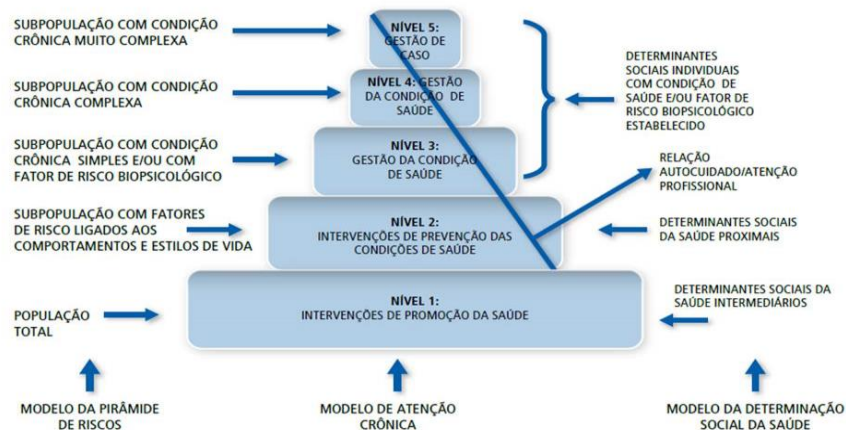 SUBPOPULAÇÃO COM CONDIÇÃO
CRÔNICA MUITO COMPLEXA
SUBPOPULAÇÃO COM CONDIÇÃO
CRÔNICA COMPLEXA
SUBPOPULAÇÃO COM CONDIÇÃO
CRÔNICA SIMPLES E/OU COM
FATOR DE RISCO BIOPSICOLÓGICO
SUBPOPULAÇÃO COM FATORES
DE RISCO LIGADOS AOS
COMPORTAMENTOS E ESTILOS DE VIDA
POPULAÇÃO
TOTAL
MODELO DA PIRÂMIDE
DE RISCOS
NÍVEL 5:
GESTÃO DE
CASO
NÍVEL 4: GESTÃO
DA CONDIÇÃO DE
SAÚDE
NÍVEL 3:
GESTÃO DA CONDIÇÃO
DE SAÚDE
NÍVEL 2:
INTERVENÇÕES DE PREVENÇÃO DAS
CONDIÇÕES DE SAÚDE
NÍVEL 1:
INTERVENÇÕES DE PROMOÇÃO DA SAÚDE
MODELO DE ATENÇÃO
CRÔNICA
DETERMINANTES
SOCIAIS INDIVIDUAIS
COM CONDIÇÃO DE
SAÚDE E/OU FATOR DE
RISCO BIOPSICOLÓGICO
ESTABELECIDO
RELAÇÃO
AUTOCUIDADO/ATENÇÃO
PROFISSIONAL
DETERMINANTES SOCIAIS
DA SAÚDE PROXIMAIS
DETERMINANTES SOCIAIS DA
SAÚDE INTERMEDIÁRIOS
MODELO DA DETERMINAÇÃO
SOCIAL DA SAÚDE